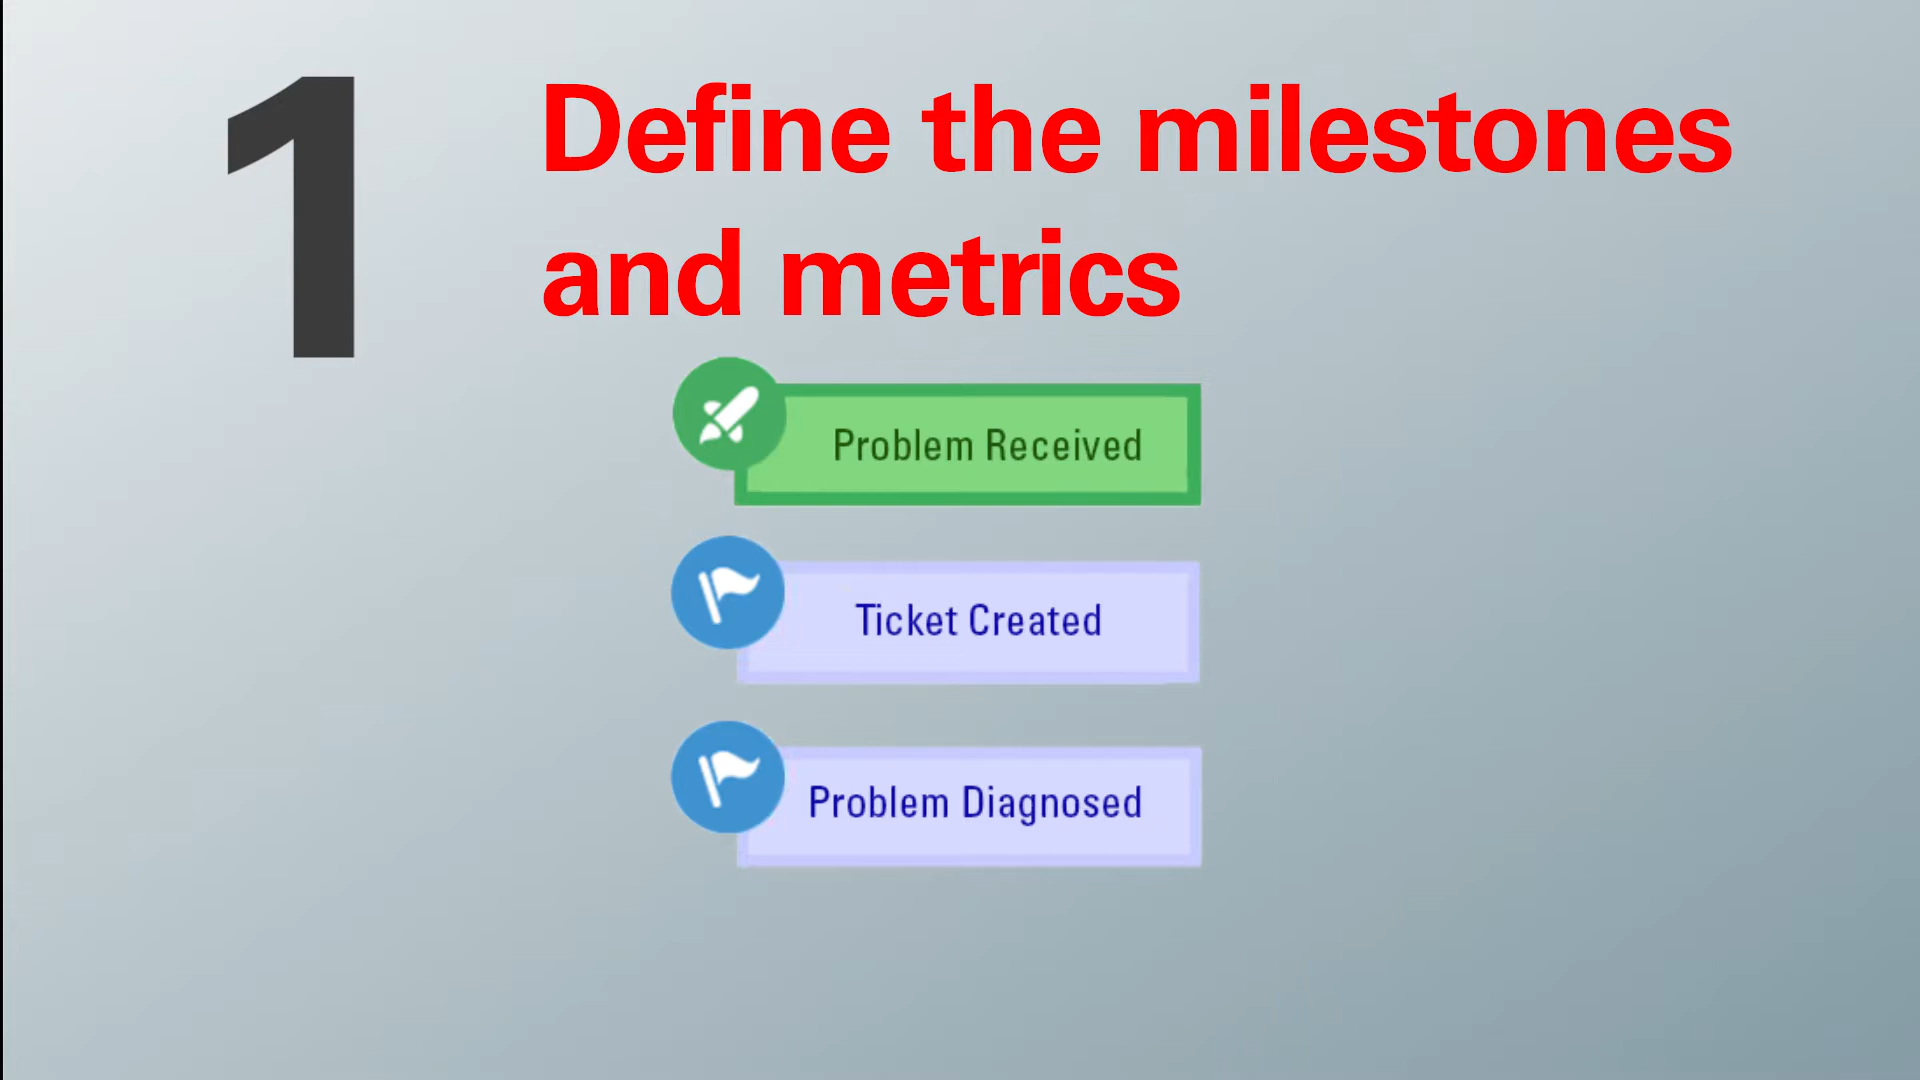 1
Define the milestones
and metrics
Problem Received
Ticket Created
Problem Diagnosed